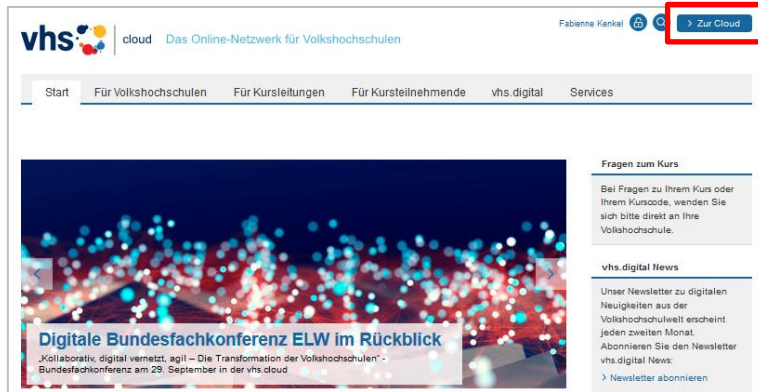 Fabienne Kenkel
> Zur Cloud
vhs cloud Das Online-Netzwerk für Volkshochschulen
Start Für Volkshochschulen Für Kursleitungen Für Kursteilnehmende vhs.digital Services
Digitale Bundesfachkonferenz ELW im Rückblick
„Kollaborativ, digital vernetzt, agil – Die Transformation der Volkshochschulen“ -
Bundesfachkonferenz am 29. September in der vhs.cloud
Fragen zum Kurs
Bei Fragen zu Ihrem Kurs oder
Ihrem Kurscode, wenden Sie
sich bitte direkt an Ihre
Volkshochschule.
vhs.digital News
Unser Newsletter zu digitalen
Neuigkeiten aus der
Volkshochschulwelt erscheint
jeden zweiten Monat.
Abonnieren Sie den Newsletter
vhs.digital News:
> Newsletter abonnieren